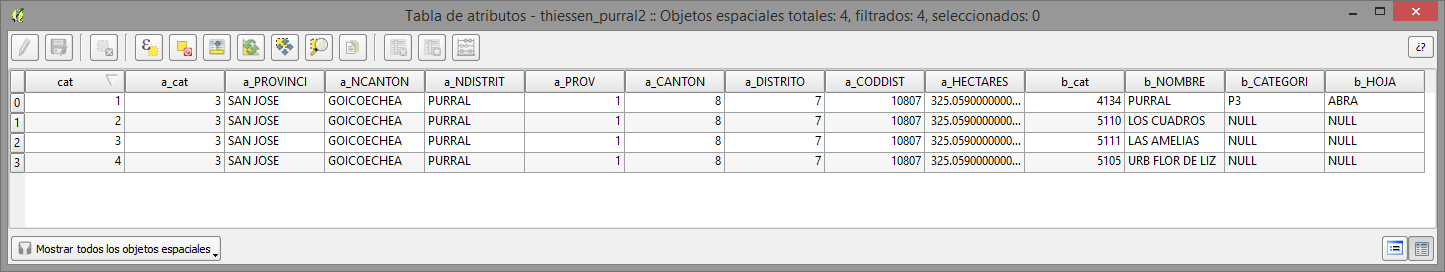 Tabla de atributos - thiessen_purral2 :: Objetos espaciales totales: 4, filtrados: 4, seleccionados: 0
ε
¿?
cat a_cat a_PROVINCI a_NCANTON a_NDISTRIT a_PROV a_CANTON a_DISTRITO a_CODDIST a_HECTARES b_cat b_NOMBRE b_CATEGORI b_HOJA
0 1 3 SAN JOSE GOICOECHEA PURRAL 1 8 7 10807 325.0590000000... 4134 PURRAL P3 ABRA
1 2 3 SAN JOSE GOICOECHEA PURRAL 1 8 7 10807 325.0590000000... 5110 LOS CUADROS NULL NULL
2 3 3 SAN JOSE GOICOECHEA PURRAL 1 8 7 10807 325.0590000000... 5111 LAS AMELIAS NULL NULL
3 4 3 SAN JOSE GOICOECHEA PURRAL 1 8 7 10807 325.0590000000... 5105 URB FLOR DE LIZ NULL NULL
Mostrar todos los objetos espaciales